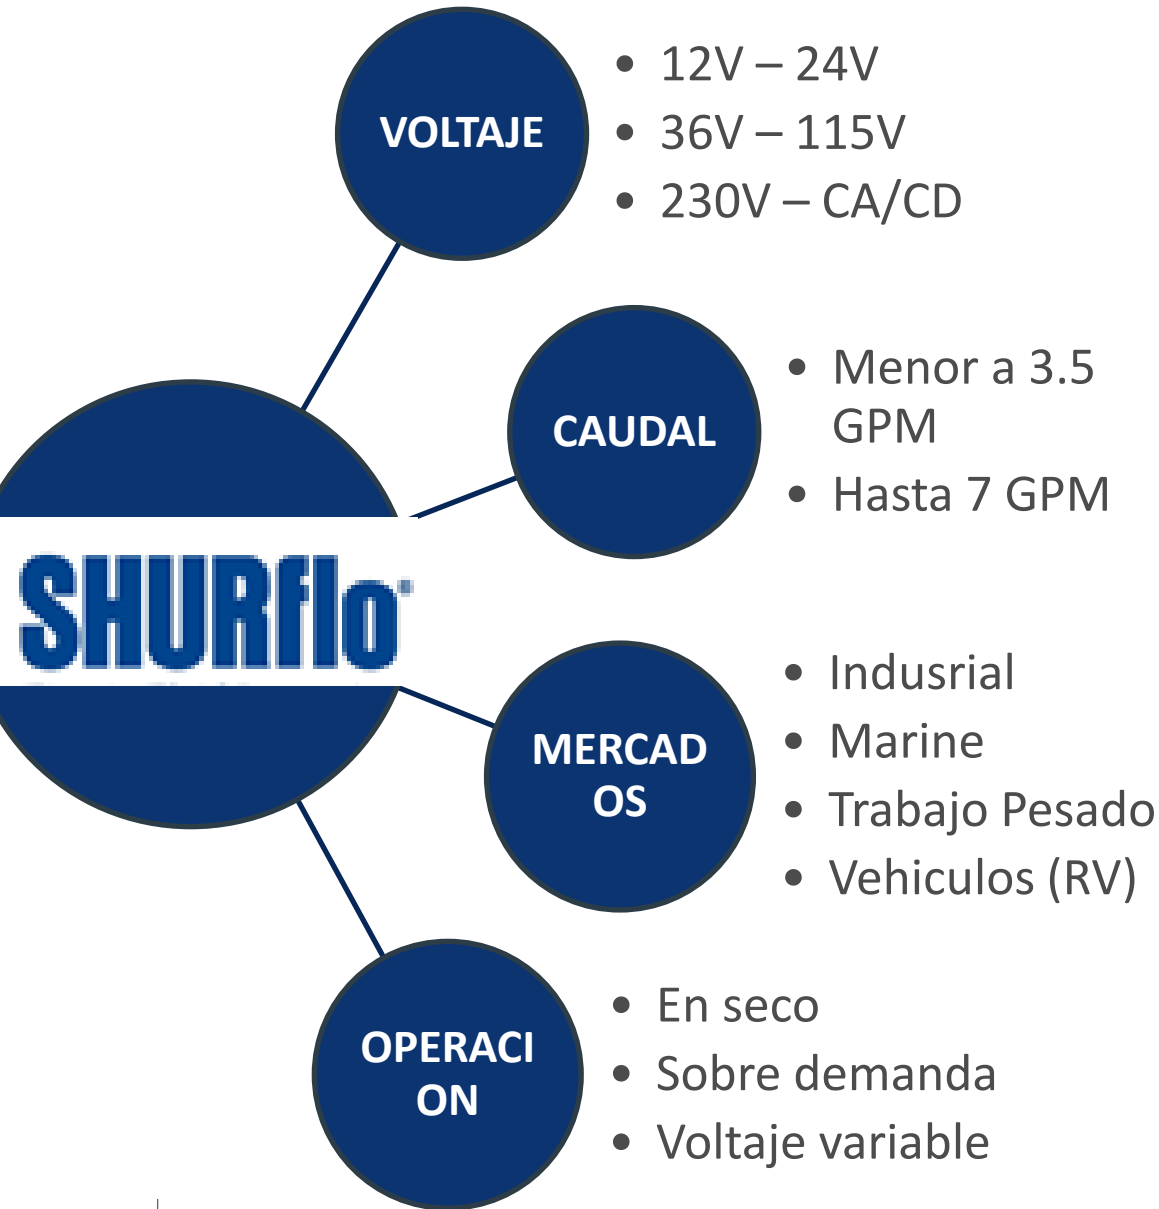 VOLTAJE
• 12V – 24V
• 36V – 115V
• 230V – CA/CD
CAUDAL
• Menor a 3.5
GPM
• Hasta 7 GPM
SHURflo
MERCAD
OS
• Indusrial
• Marine
• Trabajo Pesado
• Vehiculos (RV)
OPERACI
ON
• En seco
• Sobre demanda
• Voltaje variable